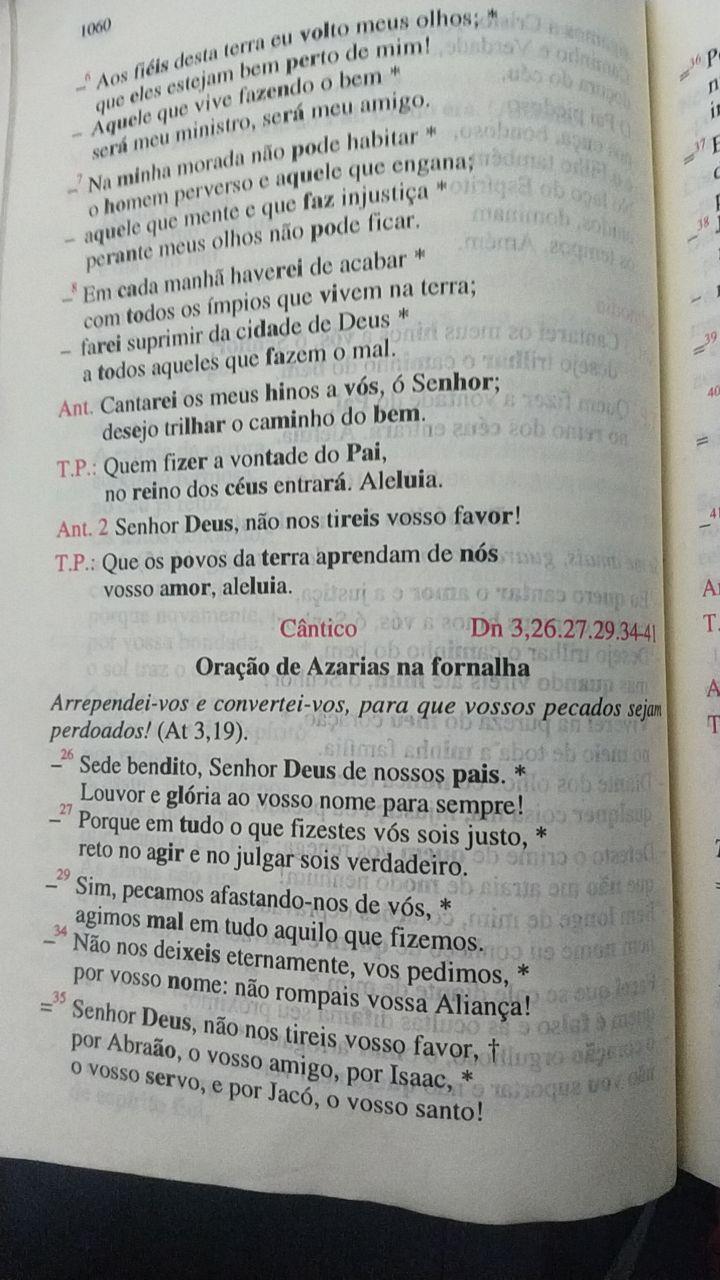 1060
–⁶ Aos fiéis desta terra eu volto meus olhos; *
que eles estejam bem perto de mim!
– Aquele que vive fazendo o bem *
será meu ministro, será meu amigo.
–⁷ Na minha morada não pode habitar *
o homem perverso e aquele que engana;
– aquele que mente e que faz injustiça *
perante meus olhos não pode ficar.
–⁸ Em cada manhã haverei de acabar *
com todos os ímpios que vivem na terra;
– farei suprimir da cidade de Deus *
a todos aqueles que fazem o mal.
Ant. Cantarei os meus hinos a vós, ó Senhor;
desejo trilhar o caminho do bem.
T.P.: Quem fizer a vontade do Pai,
no reino dos céus entrará. Aleluia.
Ant. 2 Senhor Deus, não nos tireis vosso favor!
T.P.: Que os povos da terra aprendam de nós
vosso amor, aleluia.
Cântico Dn 3,26.27.29.34-41
Oração de Azarias na fornalha
Arrependei-vos e convertei-vos, para que vossos pecados sejam
perdoados! (At 3,19).
–²⁶ Sede bendito, Senhor Deus de nossos pais. *
Louvor e glória ao vosso nome para sempre!
–²⁷ Porque em tudo o que fizestes vós sois justo, *
reto no agir e no julgar sois verdadeiro.
–²⁹ Sim, pecamos afastando-nos de vós, *
agimos mal em tudo aquilo que fizemos.
–³⁴ Não nos deixeis eternamente, vos pedimos, *
por vosso nome: não rompais vossa Aliança!
=³⁵ Senhor Deus, não nos tireis vosso favor, †
por Abraão, o vosso amigo, por Isaac, *
o vosso servo, e por Jacó, o vosso santo!
=³⁶
=³⁷
–³⁸
=³⁹
40
=
–⁴¹